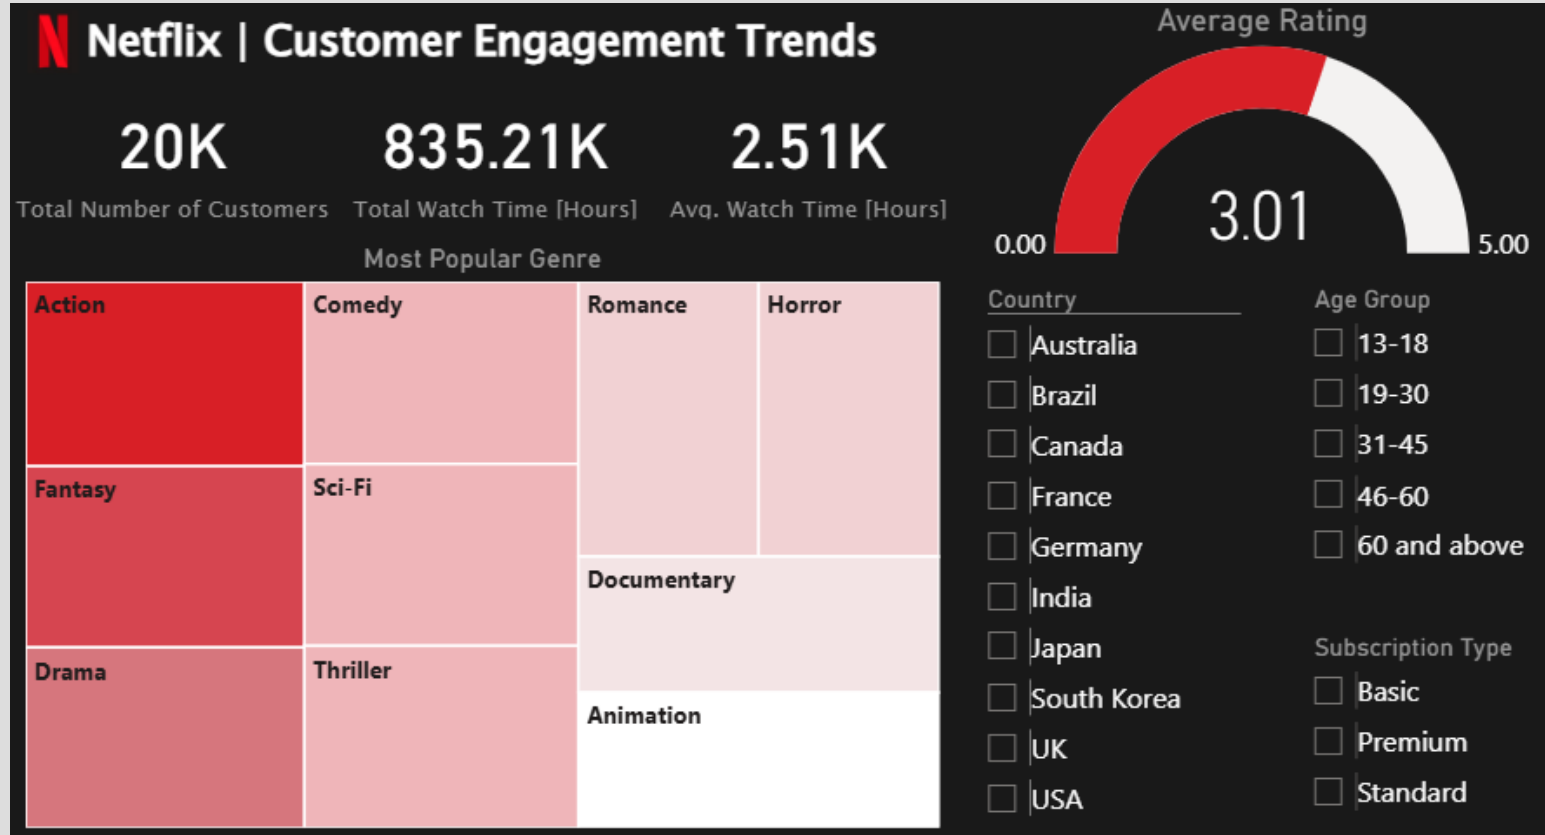 Netflix | Customer Engagement Trends
20K
Total Number of Customers
835.21K
Total Watch Time [Hours]
2.51K
Avg. Watch Time [Hours]
Average Rating
3.01
0.00
5.00
Most Popular Genre
Action
Fantasy
Drama
Comedy
Sci-Fi
Thriller
Romance
Horror
Documentary
Animation
Country
Australia
Brazil
Canada
France
Germany
India
Japan
South Korea
UK
USA
Age Group
13-18
19-30
31-45
46-60
60 and above
Subscription Type
Basic
Premium
Standard